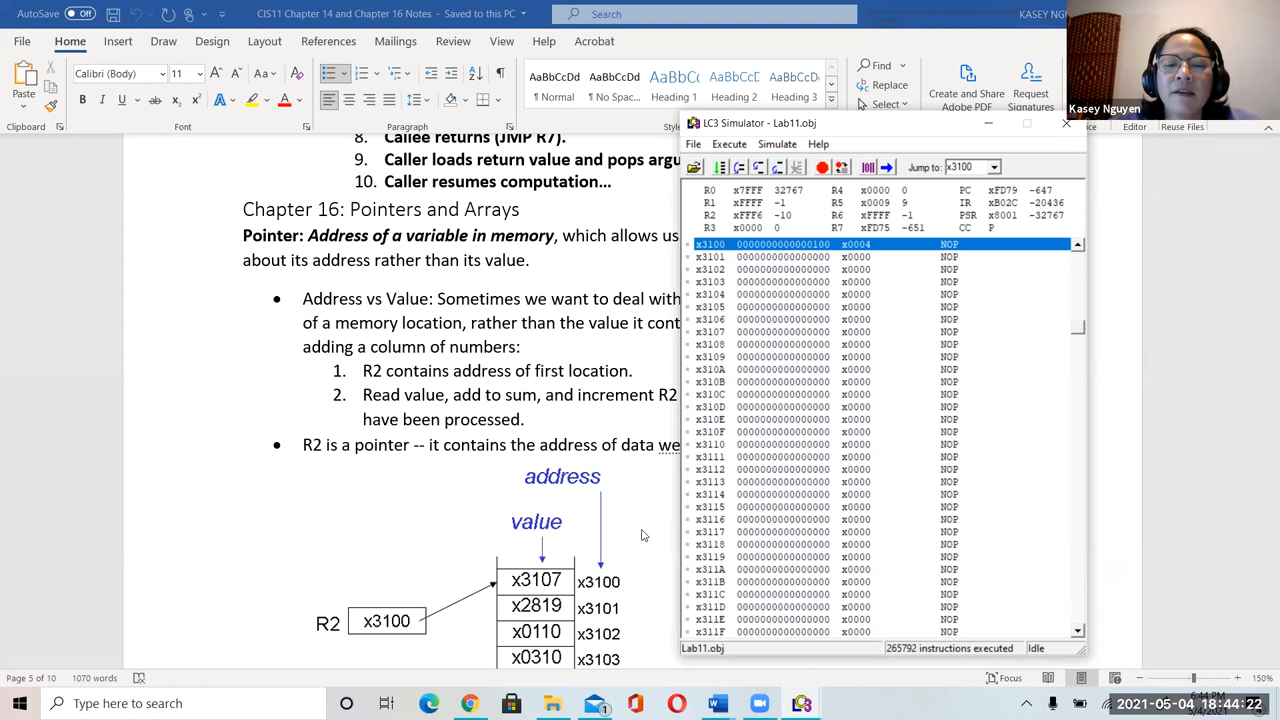 AutoSave Off CIS11 Chapter 14 and Chapter 16 Notes - Saved to this PC Search KASEY NGUYEN
File Home Insert Draw Design Layout References Mailings Review View Help Acrobat
Paste
Calibri (Body) 11
AaBbCcDd AaBbCcDd AaBbCc AaBbCcD AaBbCcD
Normal No Spac... Heading 1 Heading 2 Heading 3
Find
Replace
Select
Create and Share Adobe PDF
Request Signatures
Clipboard Font Paragraph Styles Editor Reuse Files
Kasey Nguyen
8. Callee returns (JMP R7).
9. Caller loads return value and pops argu
10. Caller resumes computation...
Chapter 16: Pointers and Arrays
Pointer: Address of a variable in memory, which allows us
about its address rather than its value.
• Address vs Value: Sometimes we want to deal with
of a memory location, rather than the value it cont
adding a column of numbers:
1. R2 contains address of first location.
2. Read value, add to sum, and increment R2
have been processed.
• R2 is a pointer -- it contains the address of data we
address
value
x3107 x3100
x2819 x3101
R2 x3100
x0110 x3102
x0310 x3103
LC3 Simulator - Lab11.obj
File Execute Simulate Help
Jump to: x3100
R0 x7FFF 32767 R4 x0000 0 PC xFD79 -647
R1 xFFFF -1 R5 x0009 9 IR xB02C -20436
R2 xFFF6 -10 R6 xFFFF -1 PSR x8001 -32767
R3 x0000 0 R7 xFD75 -651 CC P
x3100 0000000000000100 x0004 NOP
x3101 0000000000000000 x0000 NOP
x3102 0000000000000000 x0000 NOP
x3103 0000000000000000 x0000 NOP
x3104 0000000000000000 x0000 NOP
x3105 0000000000000000 x0000 NOP
x3106 0000000000000000 x0000 NOP
x3107 0000000000000000 x0000 NOP
x3108 0000000000000000 x0000 NOP
x3109 0000000000000000 x0000 NOP
x310A 0000000000000000 x0000 NOP
x310B 0000000000000000 x0000 NOP
x310C 0000000000000000 x0000 NOP
x310D 0000000000000000 x0000 NOP
x310E 0000000000000000 x0000 NOP
x310F 0000000000000000 x0000 NOP
x3110 0000000000000000 x0000 NOP
x3111 0000000000000000 x0000 NOP
x3112 0000000000000000 x0000 NOP
x3113 0000000000000000 x0000 NOP
x3114 0000000000000000 x0000 NOP
x3115 0000000000000000 x0000 NOP
x3116 0000000000000000 x0000 NOP
x3117 0000000000000000 x0000 NOP
x3118 0000000000000000 x0000 NOP
x3119 0000000000000000 x0000 NOP
x311A 0000000000000000 x0000 NOP
x311B 0000000000000000 x0000 NOP
x311C 0000000000000000 x0000 NOP
x311D 0000000000000000 x0000 NOP
x311E 0000000000000000 x0000 NOP
x311F 0000000000000000 x0000 NOP
Lab11.obj 265792 instructions executed Idle
Page 5 of 10 1070 words Focus 150%
Type here to search
6:44 PM
5/4/2021
2021-05-04 18:44:22